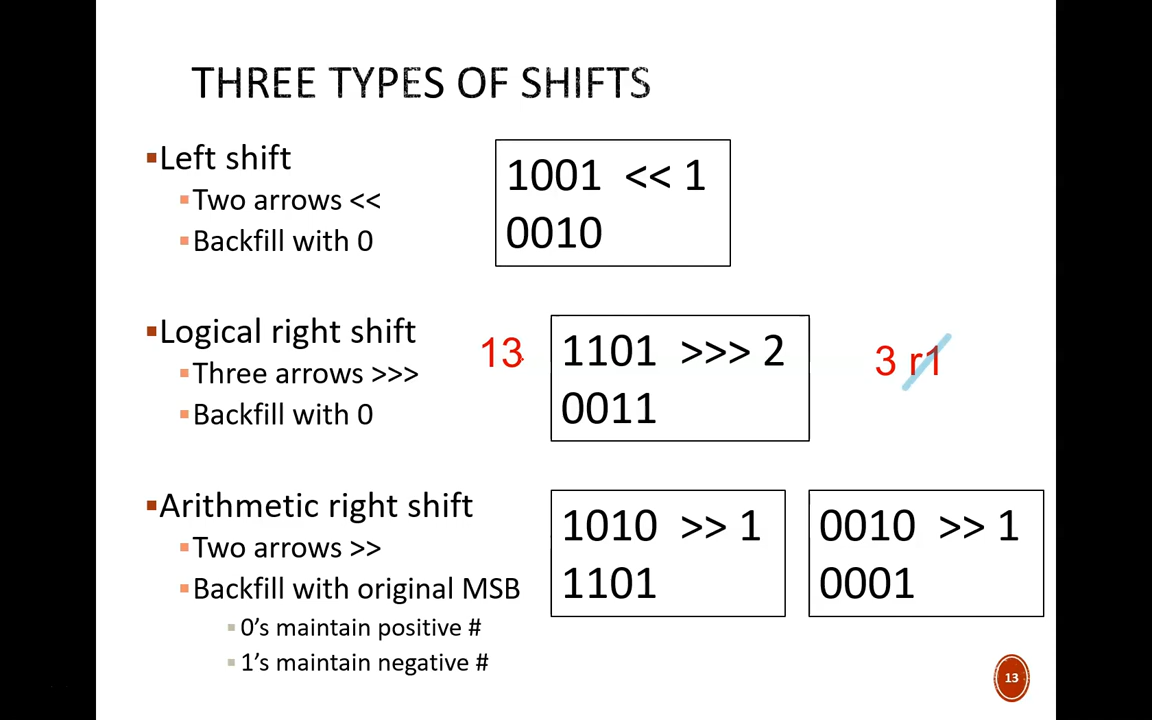 THREE TYPES OF SHIFTS
▪Left shift
▪Two arrows <<
▪Backfill with 0
1001 << 1
0010
▪Logical right shift
▪Three arrows >>>
▪Backfill with 0
13
1101 >>> 2
0011
3 r1
▪Arithmetic right shift
▪Two arrows >>
▪Backfill with original MSB
▪0’s maintain positive #
▪1’s maintain negative #
1010 >> 1
1101
0010 >> 1
0001
13